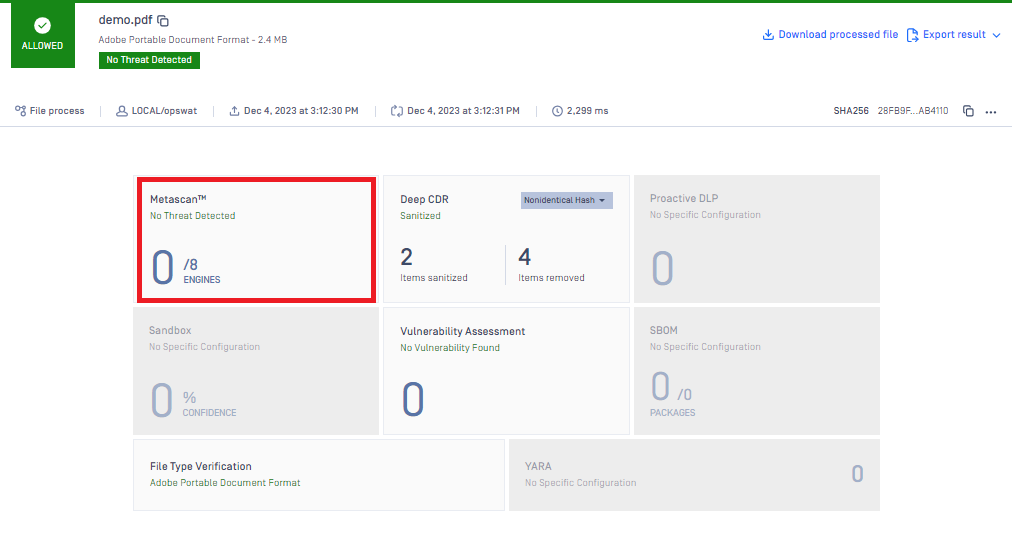 ALLOWED
demo.pdf
Adobe Portable Document Format - 2.4 MB
No Threat Detected
Download processed file
Export result
File process
LOCAL/opswat
Dec 4, 2023 at 3:12:30 PM
Dec 4, 2023 at 3:12:31 PM
2,299 ms
SHA256 28FB9F...AB4110
Metascan™
No Threat Detected
0 /8
ENGINES
Deep CDR
Nonidentical Hash
Sanitized
2
Items sanitized
4
Items removed
Proactive DLP
No Specific Configuration
0
Sandbox
No Specific Configuration
0 %
CONFIDENCE
Vulnerability Assessment
No Vulnerability Found
0
SBOM
No Specific Configuration
0 /0
PACKAGES
File Type Verification
Adobe Portable Document Format
YARA
No Specific Configuration
0